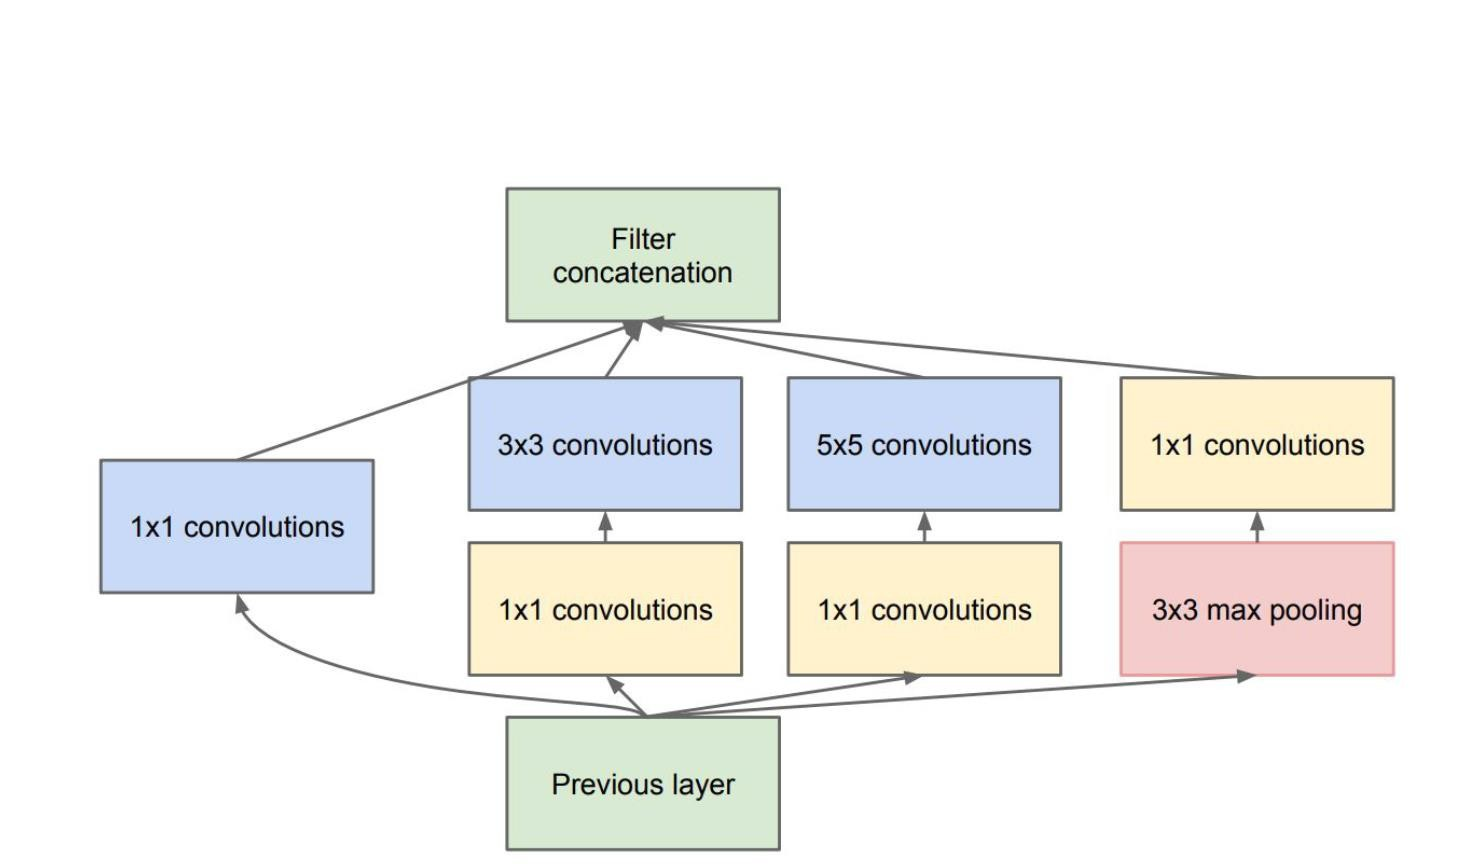 Filter
concatenation
3x3 convolutions
5x5 convolutions
1x1 convolutions
1x1 convolutions
1x1 convolutions
1x1 convolutions
3x3 max pooling
Previous layer